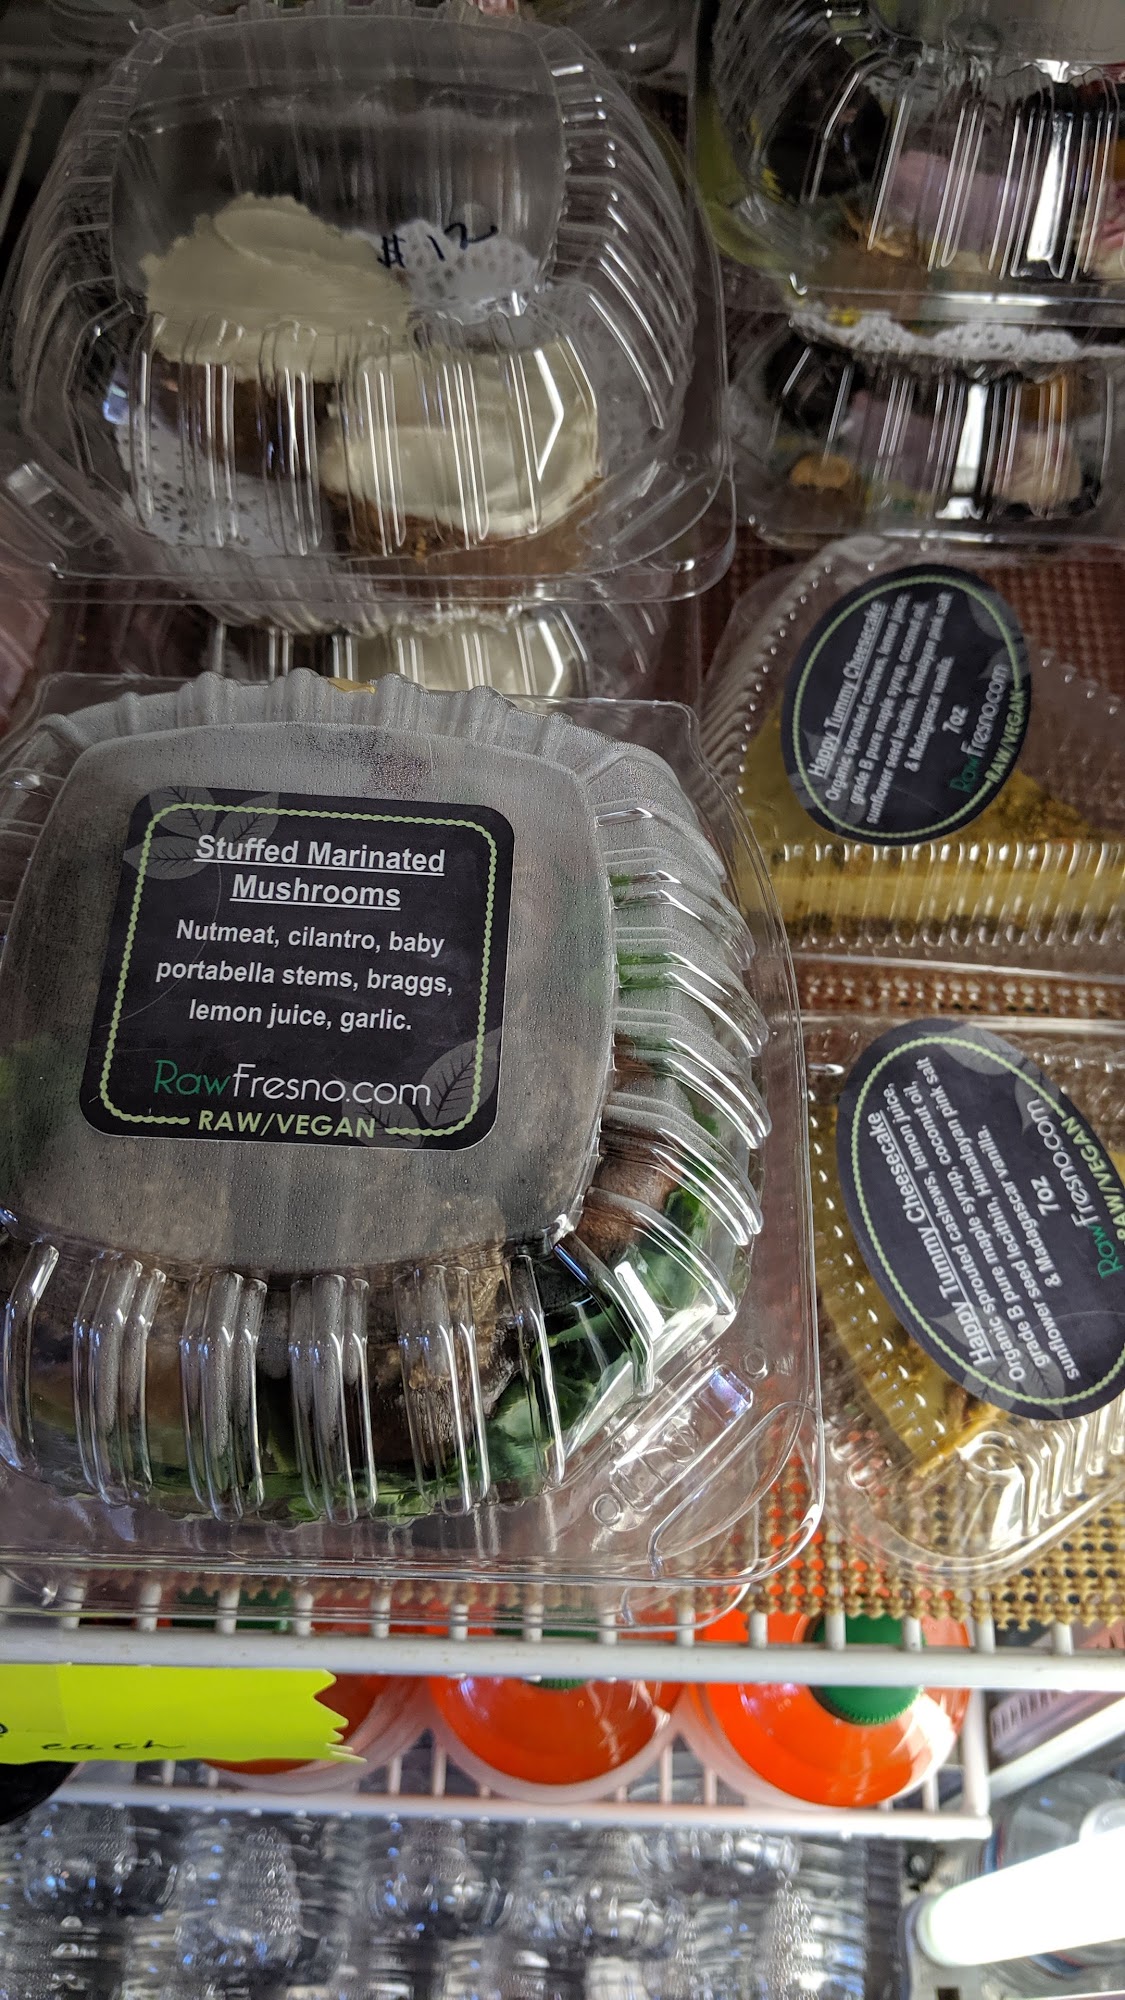 # 12
Happy Tummy Cheesecake
Organic sprouted cashews, lemon juice,
grade B pure maple syrup, coconut oil,
sunflower seed lecithin, Himalayan pink salt
& Madagascar vanilla.
7oz
RawFresno.com
RAW/VEGAN
Stuffed Marinated
Mushrooms
Nutmeat, cilantro, baby
portabella stems, braggs,
lemon juice, garlic.
RawFresno.com
RAW/VEGAN
Happy Tummy Cheesecake
Organic sprouted cashews, lemon juice,
grade B pure maple syrup, coconut oil,
sunflower seed lecithin, Himalayan pink salt
& Madagascar vanilla.
7oz
RawFresno.com
RAW/VEGAN
each